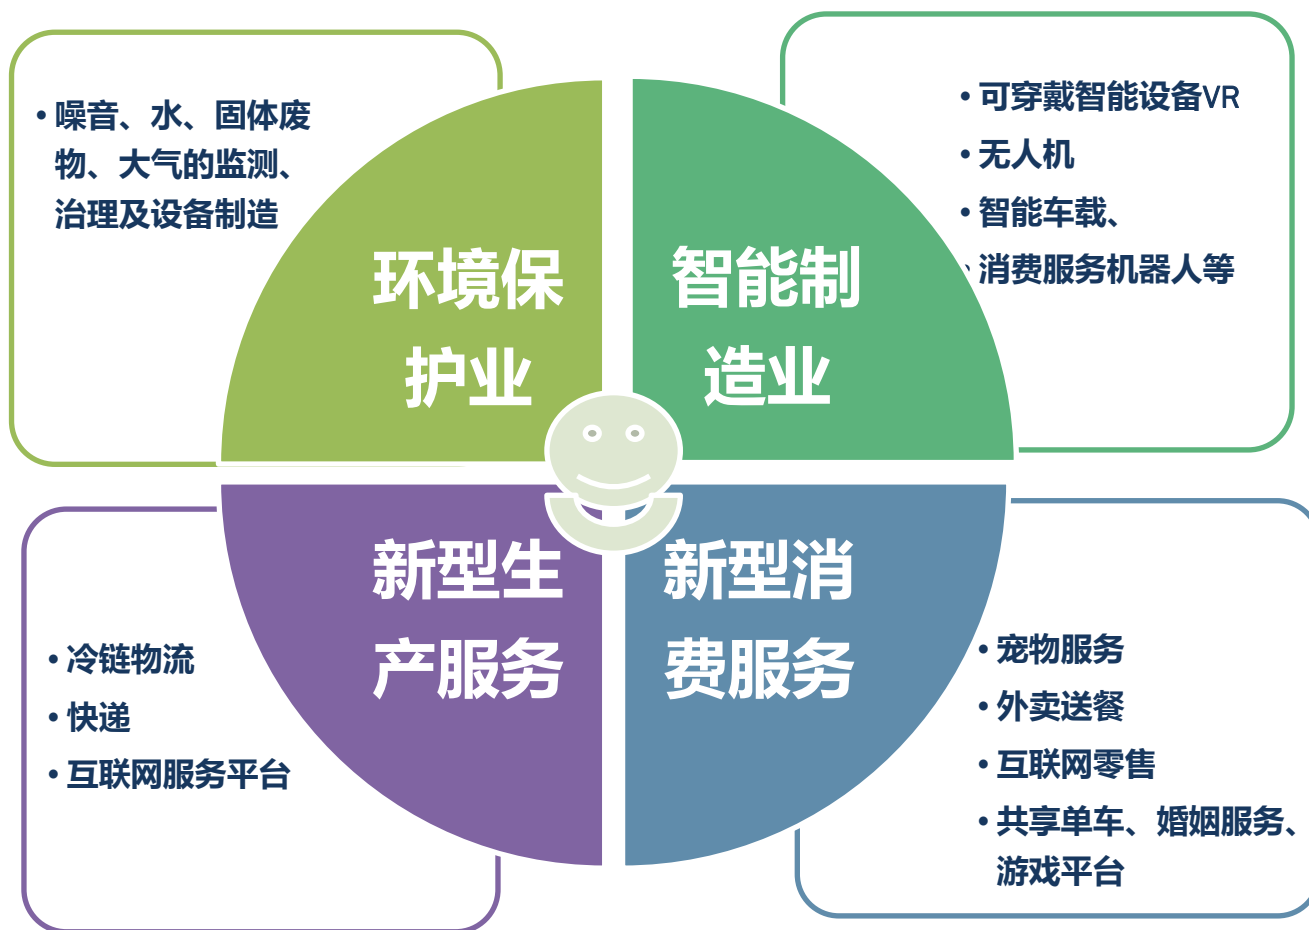 • 噪音、水、固体废
物、大气的监测、
治理及设备制造
环境保
护业
• 可穿戴智能设备VR
• 无人机
• 智能车载、
• 消费服务机器人等
智能制
造业
新型生
产服务
• 冷链物流
• 快递
• 互联网服务平台
新型消
费服务
• 宠物服务
• 外卖送餐
• 互联网零售
• 共享单车、婚姻服务、
游戏平台